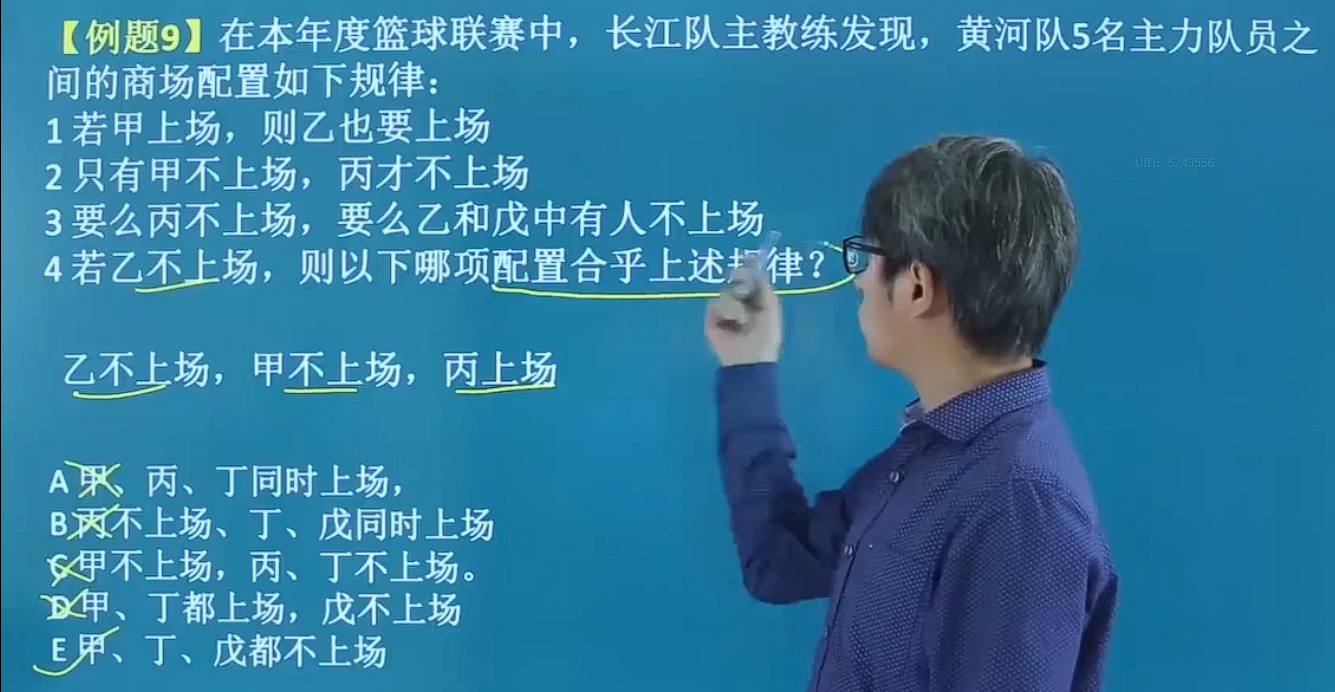 【例题9】在本年度篮球联赛中，长江队主教练发现，黄河队5名主力队员之
间的商场配置如下规律：
1 若甲上场，则乙也要上场
2 只有甲不上场，丙才不上场
3 要么丙不上场，要么乙和戊中有人不上场
4 若乙不上场，则以下哪项配置合乎上述规律？
UID: 5243556
乙不上场，甲不上场，丙上场
A 甲、丙、丁同时上场，
B 丙不上场、丁、戊同时上场
C 甲不上场，丙、丁不上场。
D 甲、丁都上场，戊不上场
E 甲、丁、戊都不上场